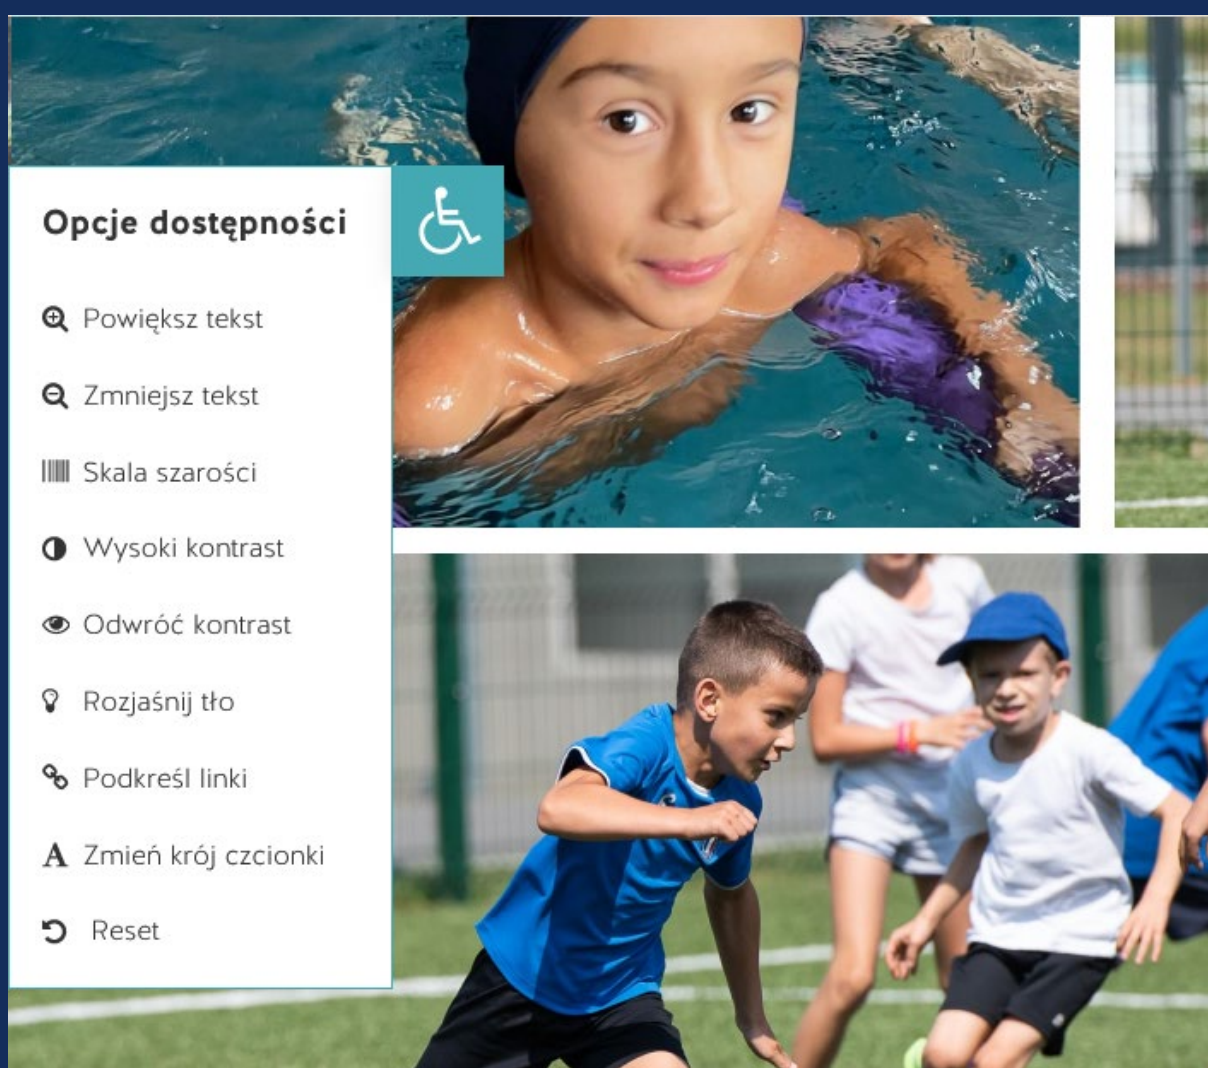 Opcje dostępności
Powiększ tekst
Zmniejsz tekst
Skala szarości
Wysoki kontrast
Odwróć kontrast
Rozjaśnij tło
Podkreśl linki
Zmień krój czcionki
Reset